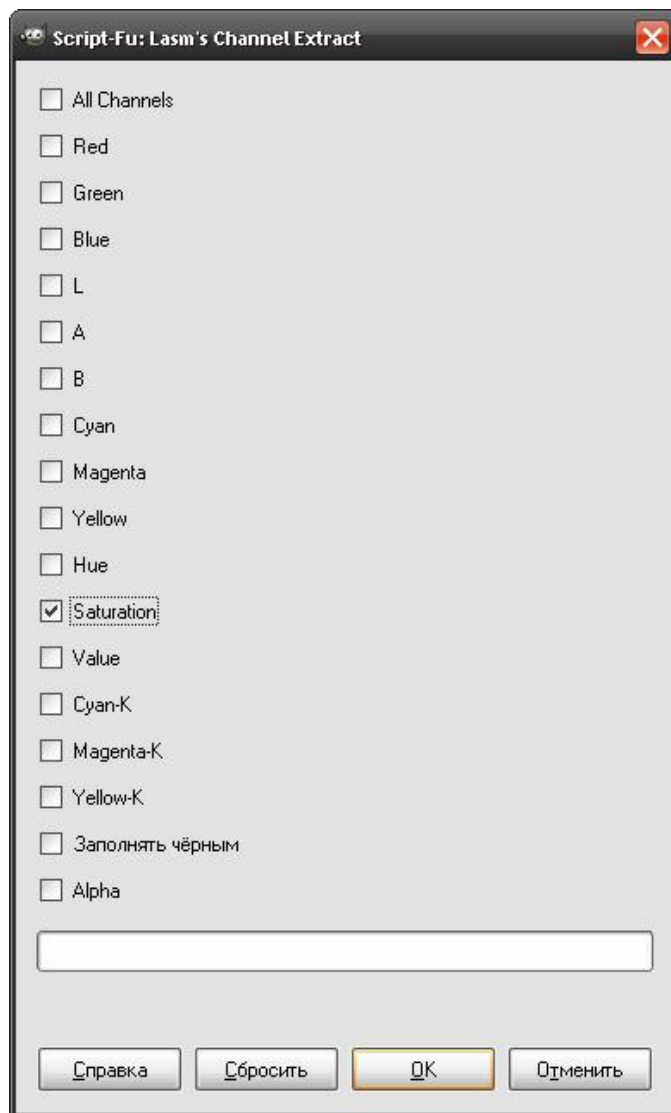 Script-Fu: Lasm's Channel Extract
All Channels
Red
Green
Blue
L
A
B
Cyan
Magenta
Yellow
Hue
Saturation
Value
Cyan-K
Magenta-K
Yellow-K
Заполнять чёрным
Alpha
Справка Сбросить OK Отменить